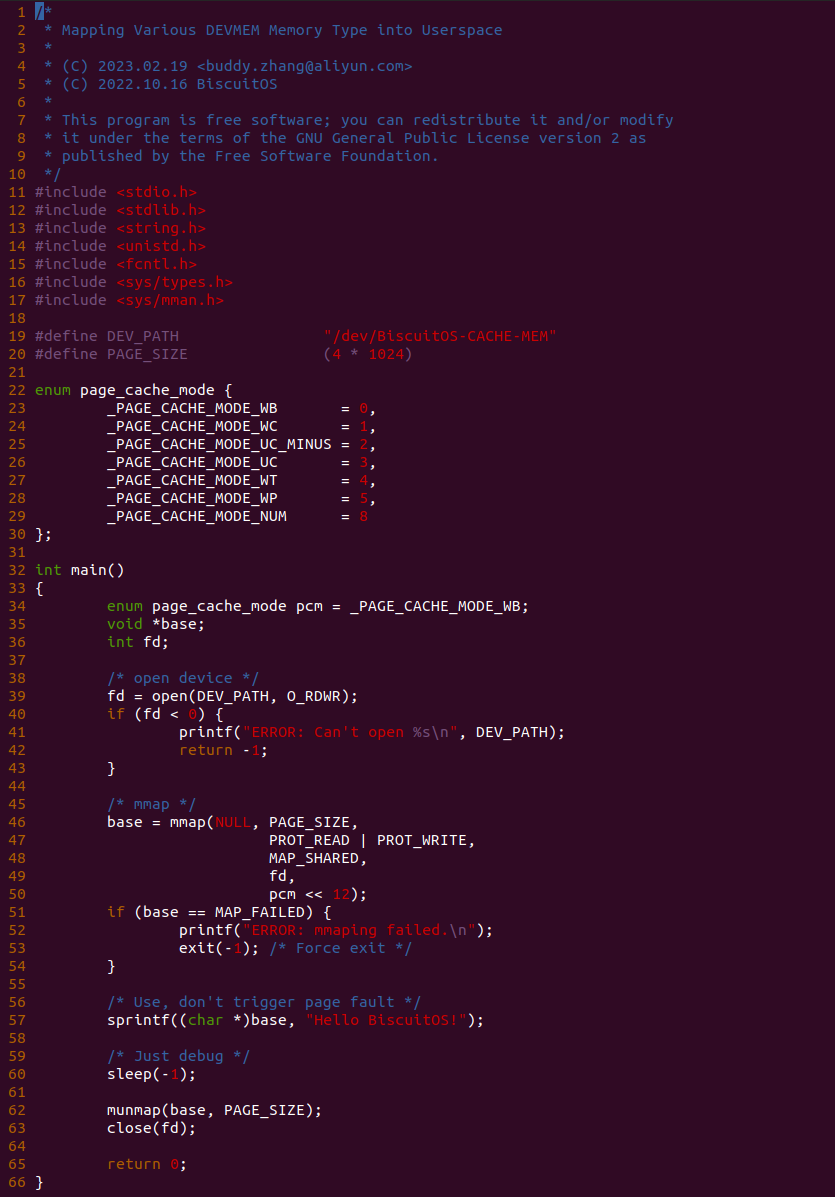 1 /*
2  * Mapping Various DEVMEM Memory Type into Userspace
3  *
4  * (C) 2023.02.19 <buddy.zhang@aliyun.com>
5  * (C) 2022.10.16 BiscuitOS
6  *
7  * This program is free software; you can redistribute it and/or modify
8  * it under the terms of the GNU General Public License version 2 as
9  * published by the Free Software Foundation.
10  */
11 #include <stdio.h>
12 #include <stdlib.h>
13 #include <string.h>
14 #include <unistd.h>
15 #include <fcntl.h>
16 #include <sys/types.h>
17 #include <sys/mman.h>
18
19 #define DEV_PATH                "/dev/BiscuitOS-CACHE-MEM"
20 #define PAGE_SIZE               (4 * 1024)
21
22 enum page_cache_mode {
23         _PAGE_CACHE_MODE_WB       = 0,
24         _PAGE_CACHE_MODE_WC       = 1,
25         _PAGE_CACHE_MODE_UC_MINUS = 2,
26         _PAGE_CACHE_MODE_UC       = 3,
27         _PAGE_CACHE_MODE_WT       = 4,
28         _PAGE_CACHE_MODE_WP       = 5,
29         _PAGE_CACHE_MODE_NUM      = 8
30 };
31
32 int main()
33 {
34         enum page_cache_mode pcm = _PAGE_CACHE_MODE_WB;
35         void *base;
36         int fd;
37
38         /* open device */
39         fd = open(DEV_PATH, O_RDWR);
40         if (fd < 0) {
41                 printf("ERROR: Can't open %s\n", DEV_PATH);
42                 return -1;
43         }
44
45         /* mmap */
46         base = mmap(NULL, PAGE_SIZE,
47                           PROT_READ | PROT_WRITE,
48                           MAP_SHARED,
49                           fd,
50                           pcm << 12);
51         if (base == MAP_FAILED) {
52                 printf("ERROR: mmaping failed.\n");
53                 exit(-1); /* Force exit */
54         }
55
56         /* Use, don't trigger page fault */
57         sprintf((char *)base, "Hello BiscuitOS!");
58
59         /* Just debug */
60         sleep(-1);
61
62         munmap(base, PAGE_SIZE);
63         close(fd);
64
65         return 0;
66 }